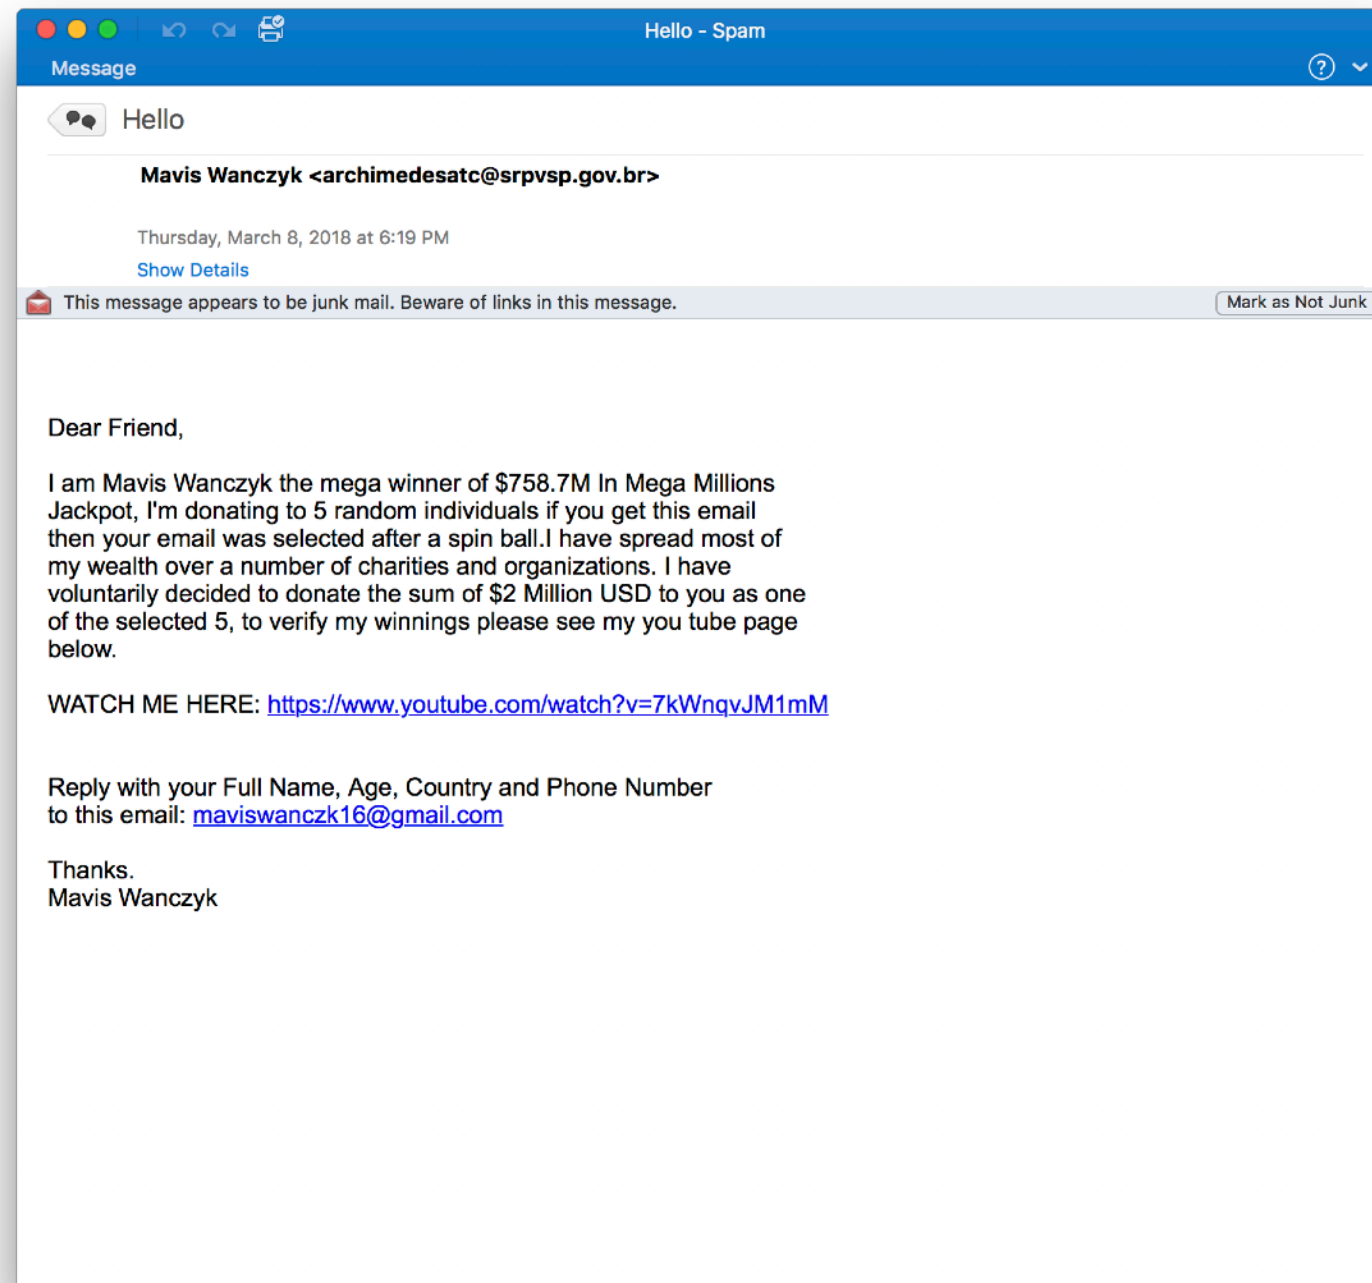 Hello - Spam
Message
?
Hello
Mavis Wanczyk <archimedesatc@srpvsp.gov.br>
Thursday, March 8, 2018 at 6:19 PM
Show Details
This message appears to be junk mail. Beware of links in this message.
Mark as Not Junk
Dear Friend,
I am Mavis Wanczyk the mega winner of $758.7M In Mega Millions
Jackpot, I'm donating to 5 random individuals if you get this email
then your email was selected after a spin ball.I have spread most of
my wealth over a number of charities and organizations. I have
voluntarily decided to donate the sum of $2 Million USD to you as one
of the selected 5, to verify my winnings please see my you tube page
below.
WATCH ME HERE: https://www.youtube.com/watch?v=7kWnqvJM1mM
Reply with your Full Name, Age, Country and Phone Number
to this email: maviswanczk16@gmail.com
Thanks.
Mavis Wanczyk